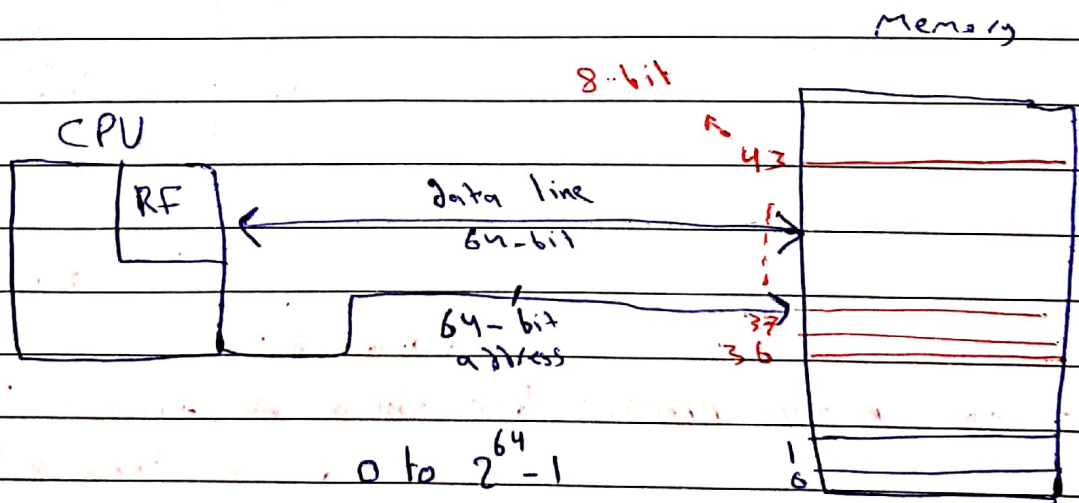 Memory
8-bit
CPU
43
RF
data line
64-bit
64-bit
37
address
36
0 to 2^64-1
1
0